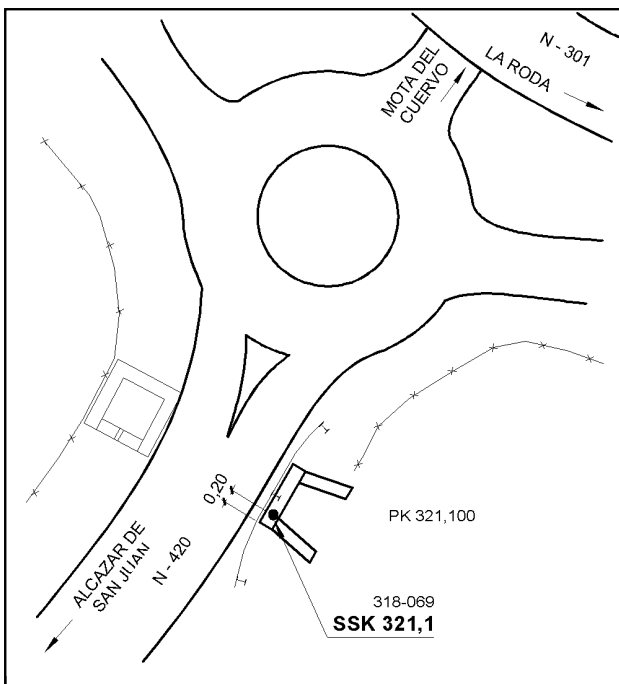 N - 301
LA RODA
MOTA DEL
CUERVO
0,20
PK 321,100
ALCAZAR DE
SAN JUAN
N - 420
318-069
SSK 321,1